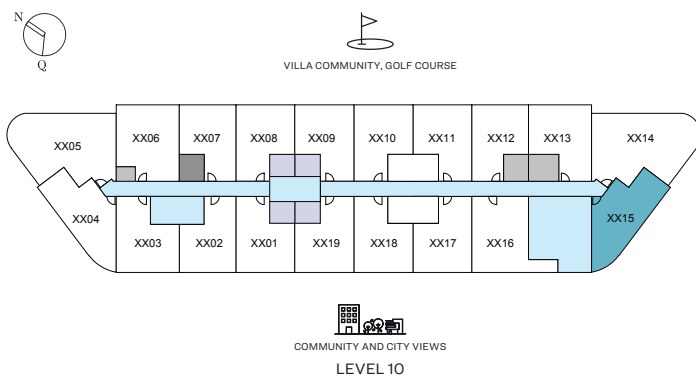 N
Q
VILLA COMMUNITY, GOLF COURSE
XX05
XX06
XX07
XX08
XX09
XX10
XX11
XX12
XX13
XX14
XX04
XX03
XX02
XX01
XX19
XX18
XX17
XX16
XX15
COMMUNITY AND CITY VIEWS
LEVEL 10